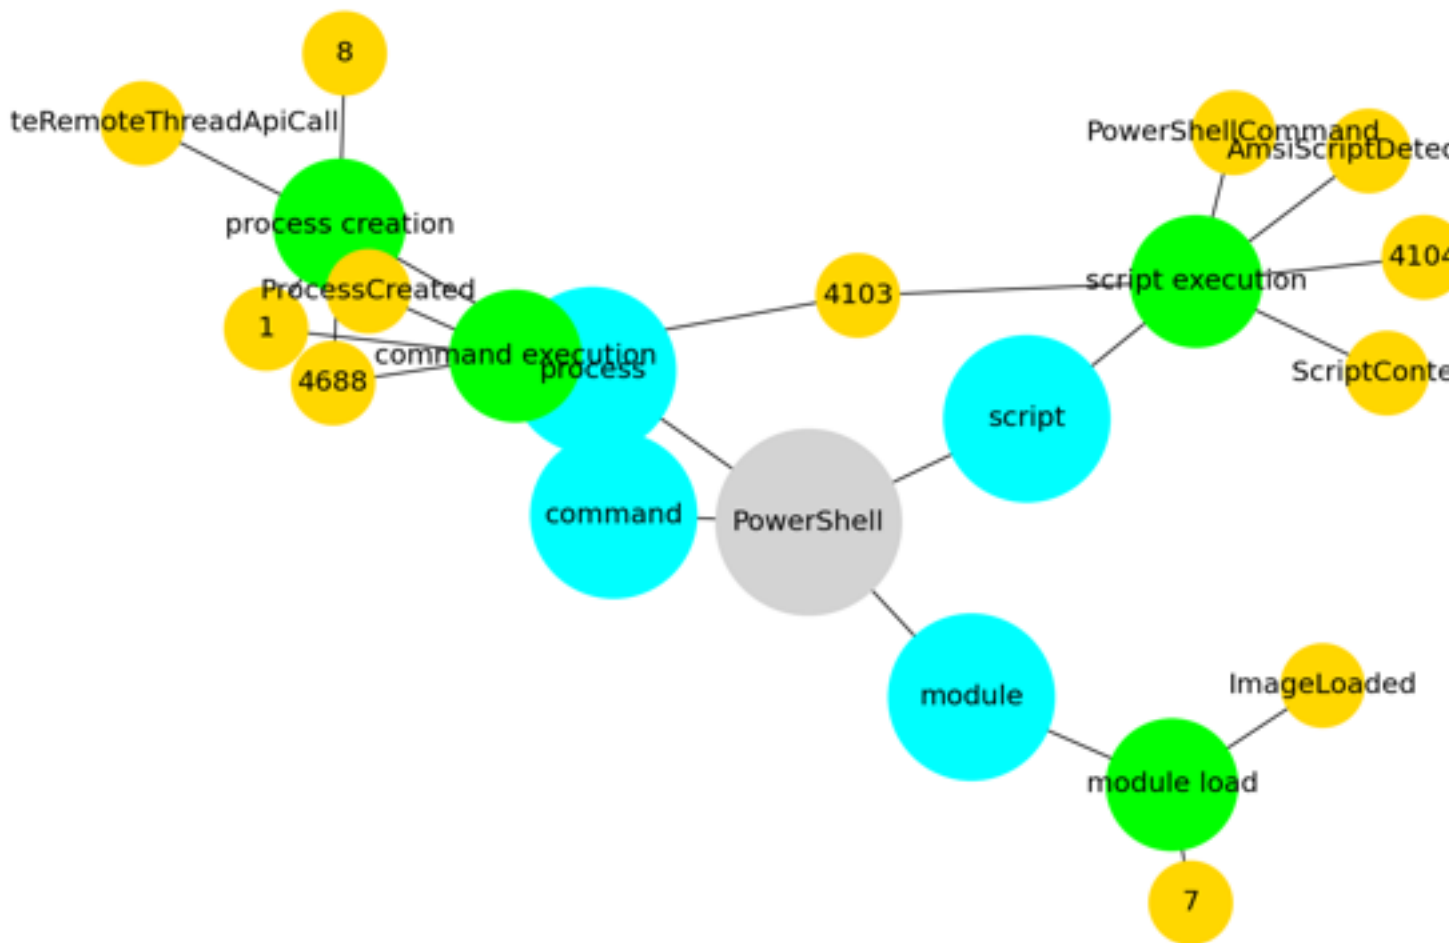 8
teRemoteThreadApiCall
PowerShellCommand
AmsiScriptDetec
process creation
4104
script execution
ProcessCreated
4103
1
command execution
process
4688
ScriptConte
script
command
PowerShell
ImageLoaded
module
module load
7